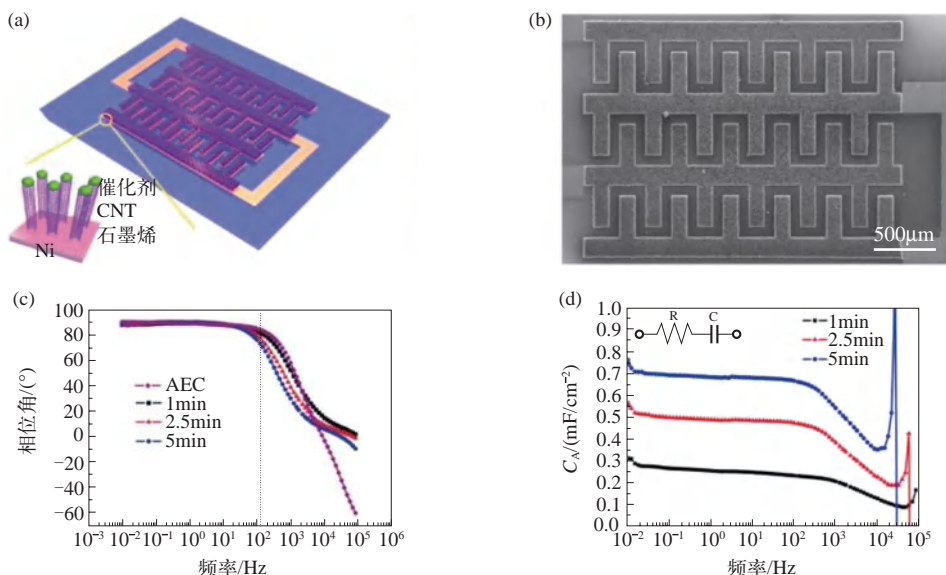 (a)
催化剂
CNT
石墨烯
Ni
(b)
500μm
(c)
100
80
60
40
20
0
-20
-40
-60
相位角/(°)
AEC
1min
2.5min
5min
10⁻³ 10⁻² 10⁻¹ 10⁰ 10¹ 10² 10³ 10⁴ 10⁵ 10⁶
频率/Hz
(d)
1.0
0.9
0.8
0.7
0.6
0.5
0.4
0.3
0.2
0.1
0.0
C_A/(mF/cm⁻²)
R C
1min
2.5min
5min
10⁻² 10⁻¹ 10⁰ 10¹ 10² 10³ 10⁴ 10⁵
频率/Hz